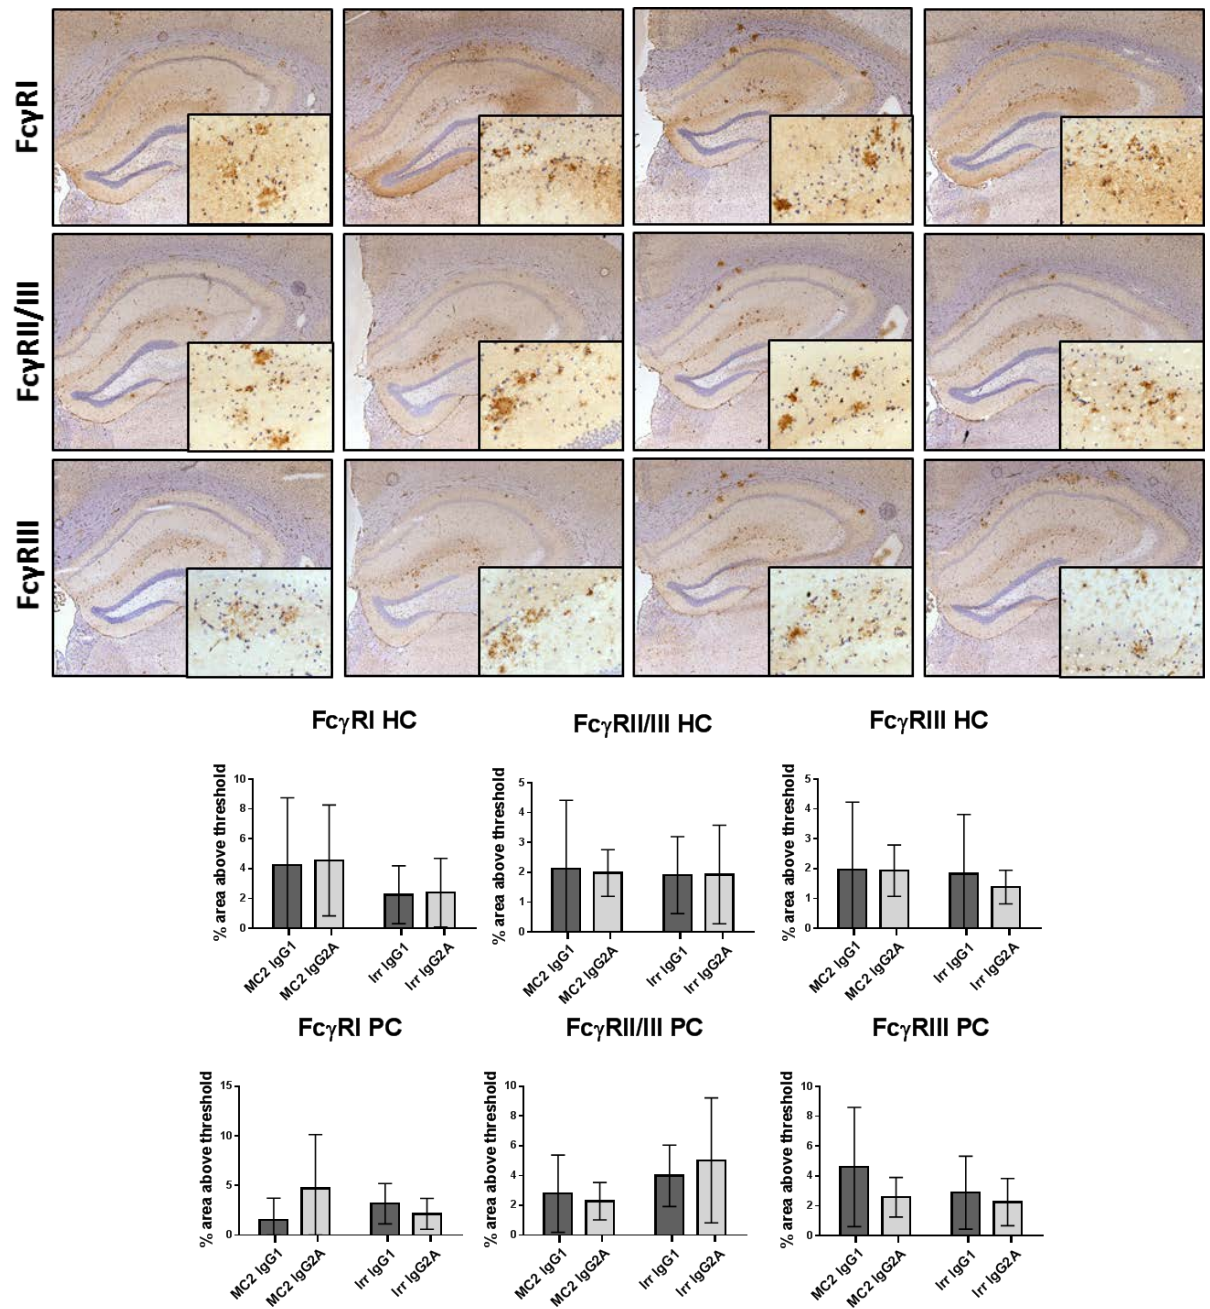 FcγRI
FcγRII/III
FcγRIII
FcγRI HC
FcγRII/III HC
FcγRIII HC
% area above threshold
10
8
6
4
2
0
MC2 IgG1
MC2 IgG2A
Irr IgG1
Irr IgG2A
% area above threshold
5
4
3
2
1
0
MC2 IgG1
MC2 IgG2A
Irr IgG1
Irr IgG2A
% area above threshold
5
4
3
2
1
0
MC2 IgG1
MC2 IgG2A
Irr IgG1
Irr IgG2A
FcγRI PC
FcγRII/III PC
FcγRIII PC
% area above threshold
15
10
5
0
MC2 IgG1
MC2 IgG2A
Irr IgG1
Irr IgG2A
% area above threshold
10
8
6
4
2
0
MC2 IgG1
MC2 IgG2A
Irr IgG1
Irr IgG2A
% area above threshold
10
8
6
4
2
0
MC2 IgG1
MC2 IgG2A
Irr IgG1
Irr IgG2A